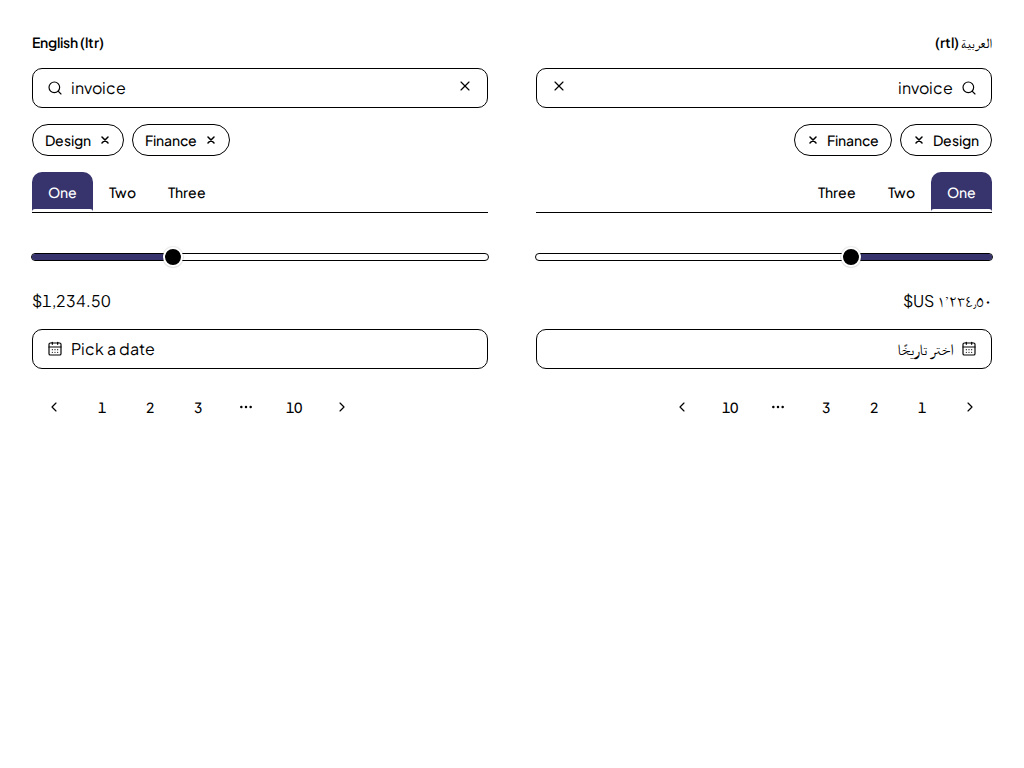 English (ltr)
invoice
Design
Finance
One Two Three
$1,234.50
Pick a date
1 2 3 ... 10
العربية (rtl)
invoice
Design
Finance
One Two Three
١٬٢٣٤٫٥٠ US$
اختر تاريخًا
1 2 3 ... 10